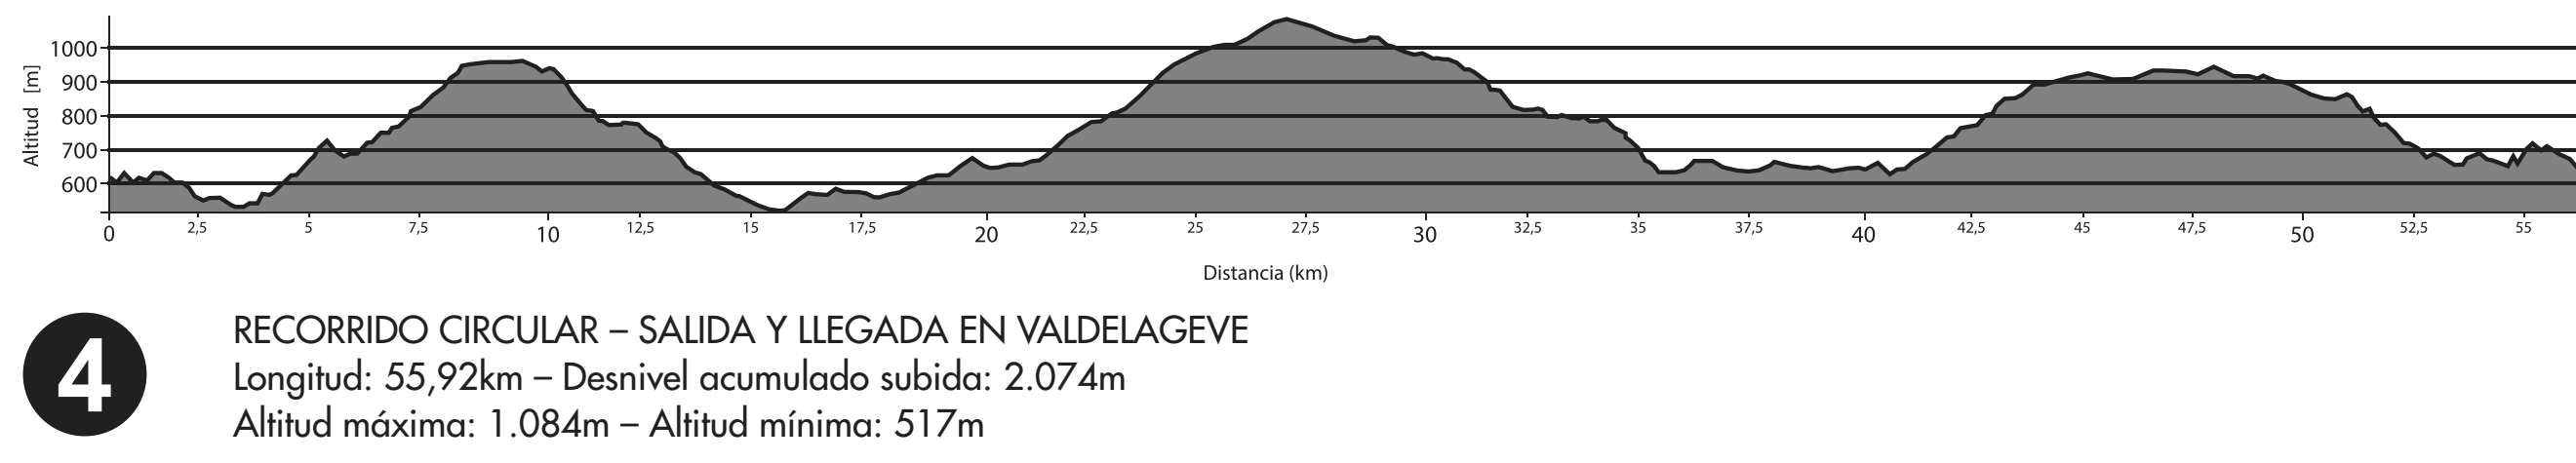 1000
900
800
700
600
Altitud [m]
0 2,5 5 7,5 10 12,5 15 17,5 20 22,5 25 27,5 30 32,5 35 37,5 40 42,5 45 47,5 50 52,5 55
Distancia (km)
4
RECORRIDO CIRCULAR – SALIDA Y LLEGADA EN VALDELAGEVE
Longitud: 55,92km – Desnivel acumulado subida: 2.074m
Altitud máxima: 1.084m – Altitud mínima: 517m